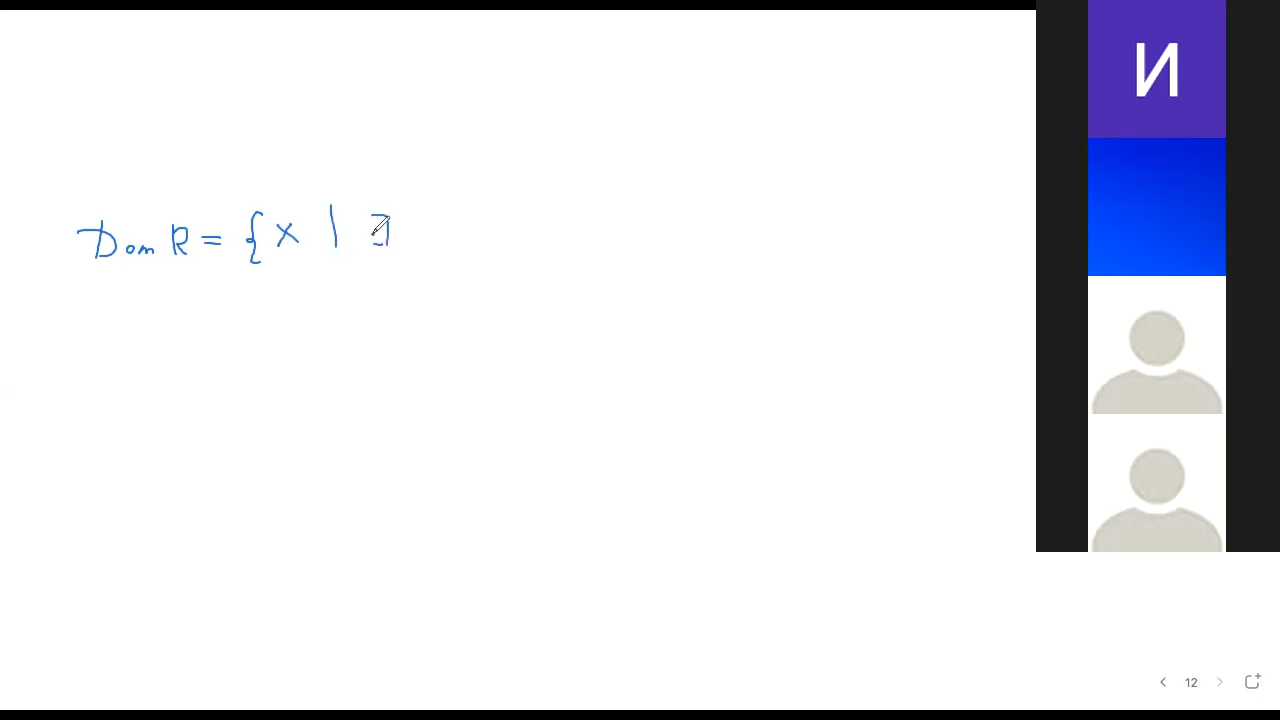 Dom R = { x | ∃
И
12